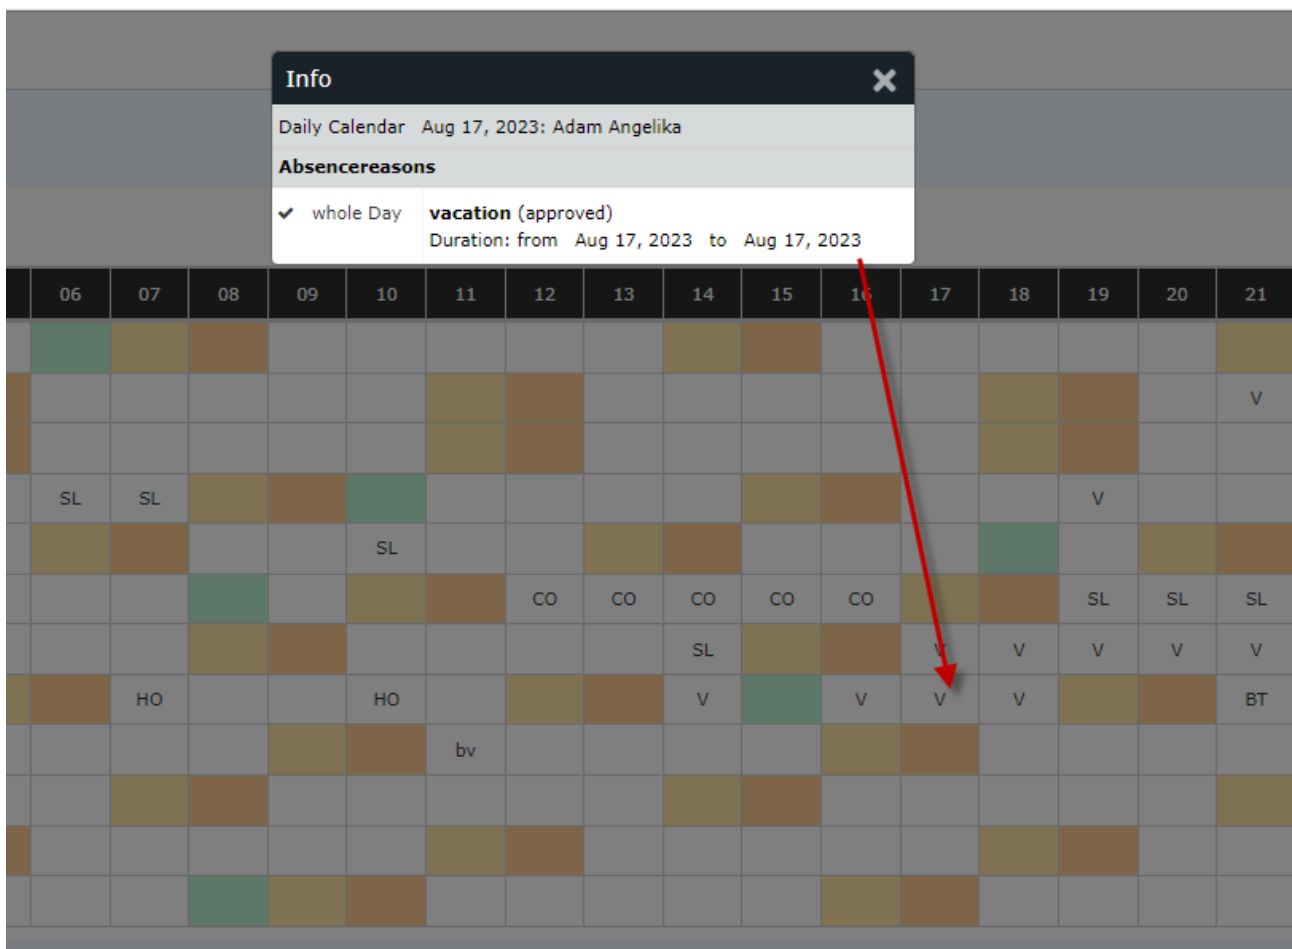 Info
Daily Calendar Aug 17, 2023: Adam Angelika
Absencereasons
whole Day vacation (approved)
Duration: from Aug 17, 2023 to Aug 17, 2023
06 07 08 09 10 11 12 13 14 15 16 17 18 19 20 21
V
SL SL V
SL
CO CO CO CO CO SL SL SL
SL V V V V V
HO HO V V V V BT
bv